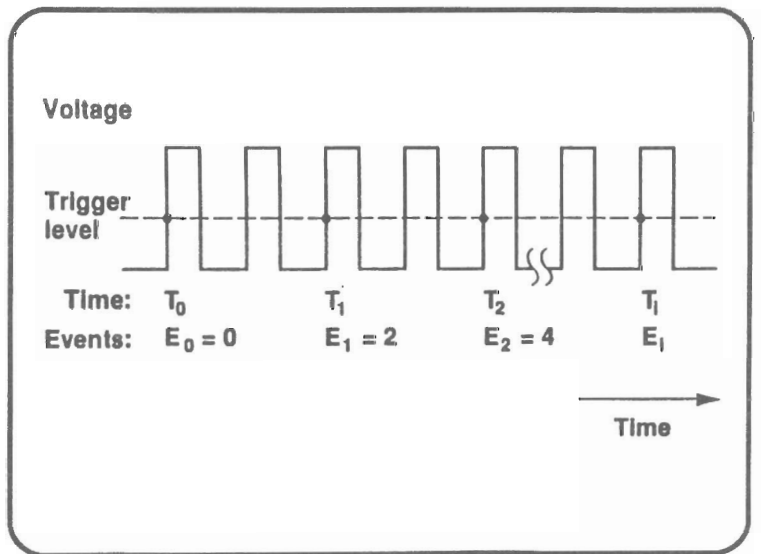 Voltage
Trigger
level
Time: T₀ T₁ T₂ Tᵢ
Events: E₀ = 0 E₁ = 2 E₂ = 4 Eᵢ
Time